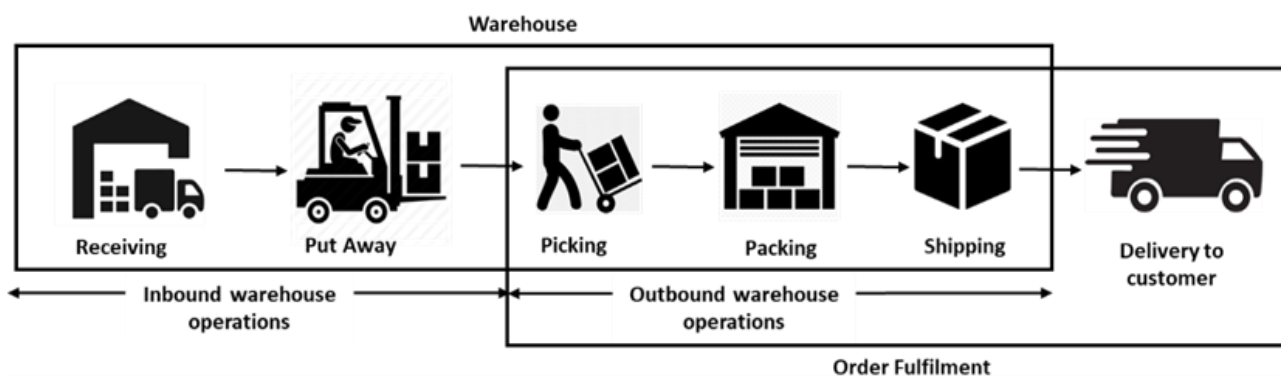 Warehouse
Receiving
Put Away
Picking
Packing
Shipping
Delivery to
customer
Inbound warehouse
operations
Outbound warehouse
operations
Order Fulfilment